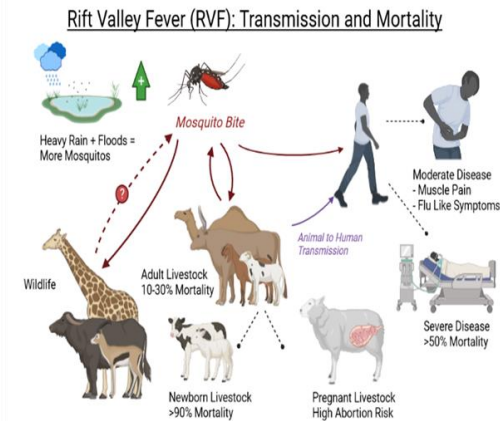 Rift Valley Fever (RVF): Transmission and Mortality
+
Mosquito Bite
Heavy Rain + Floods =
More Mosquitos
?
Moderate Disease
- Muscle Pain
- Flu Like Symptoms
Animal to Human
Transmission
Wildlife
Adult Livestock
10-30% Mortality
Severe Disease
>50% Mortality
Newborn Livestock
>90% Mortality
Pregnant Livestock
High Abortion Risk